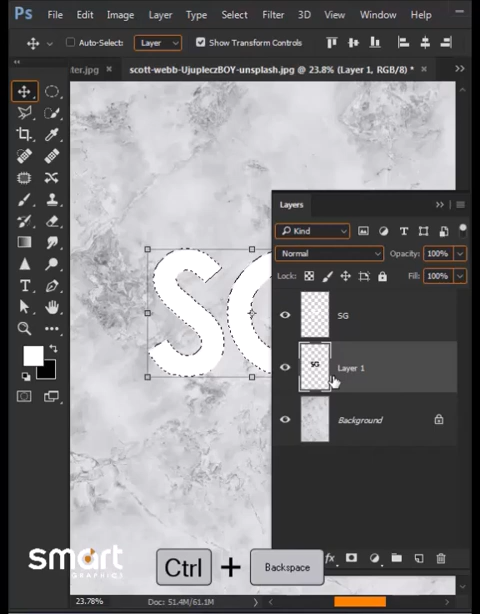 Ps File Edit Image Layer Type Select Filter 3D View Window Help
Auto-Select: Layer Show Transform Controls
ter.jpg × scott-webb-UjupleczBOY-unsplash.jpg @ 23.8% (Layer 1, RGB/8) * ×
Layers
Kind
Normal Opacity: 100%
Lock: Fill: 100%
SG
SG
Layer 1
Background
smart
GRAPHICS
Ctrl + Backspace
fx
23.78% Doc: 51.4M/61.1M